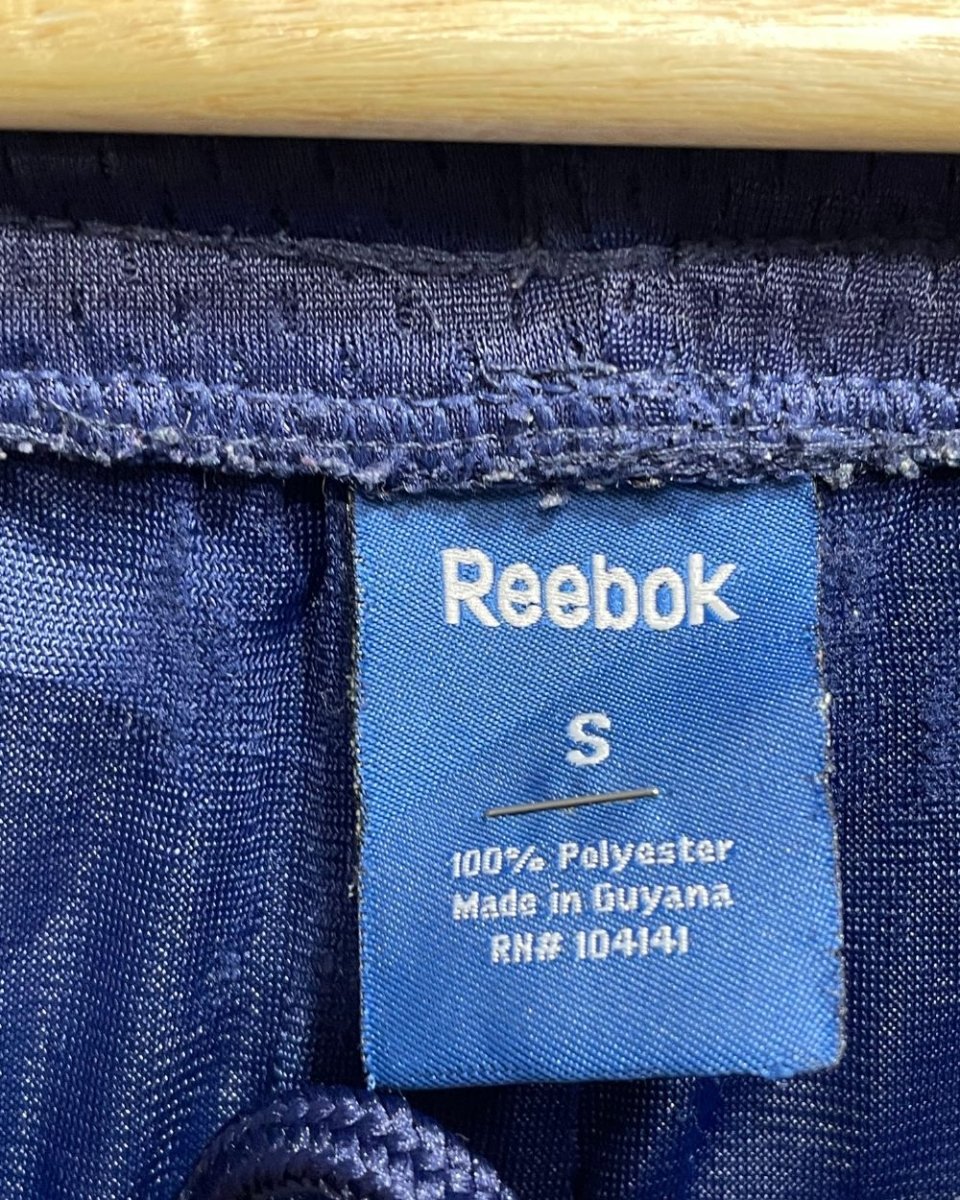 Reebok
S
100% Polyester
Made in Guyana
RN# 104141